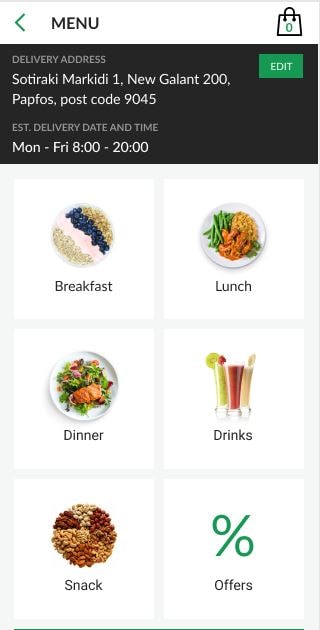 MENU
0
DELIVERY ADDRESS
EDIT
Sotiraki Markidi 1, New Galant 200,
Papfos, post code 9045
EST. DELIVERY DATE AND TIME
Mon - Fri 8:00 - 20:00
Breakfast
Lunch
Dinner
Drinks
Snack
%
Offers